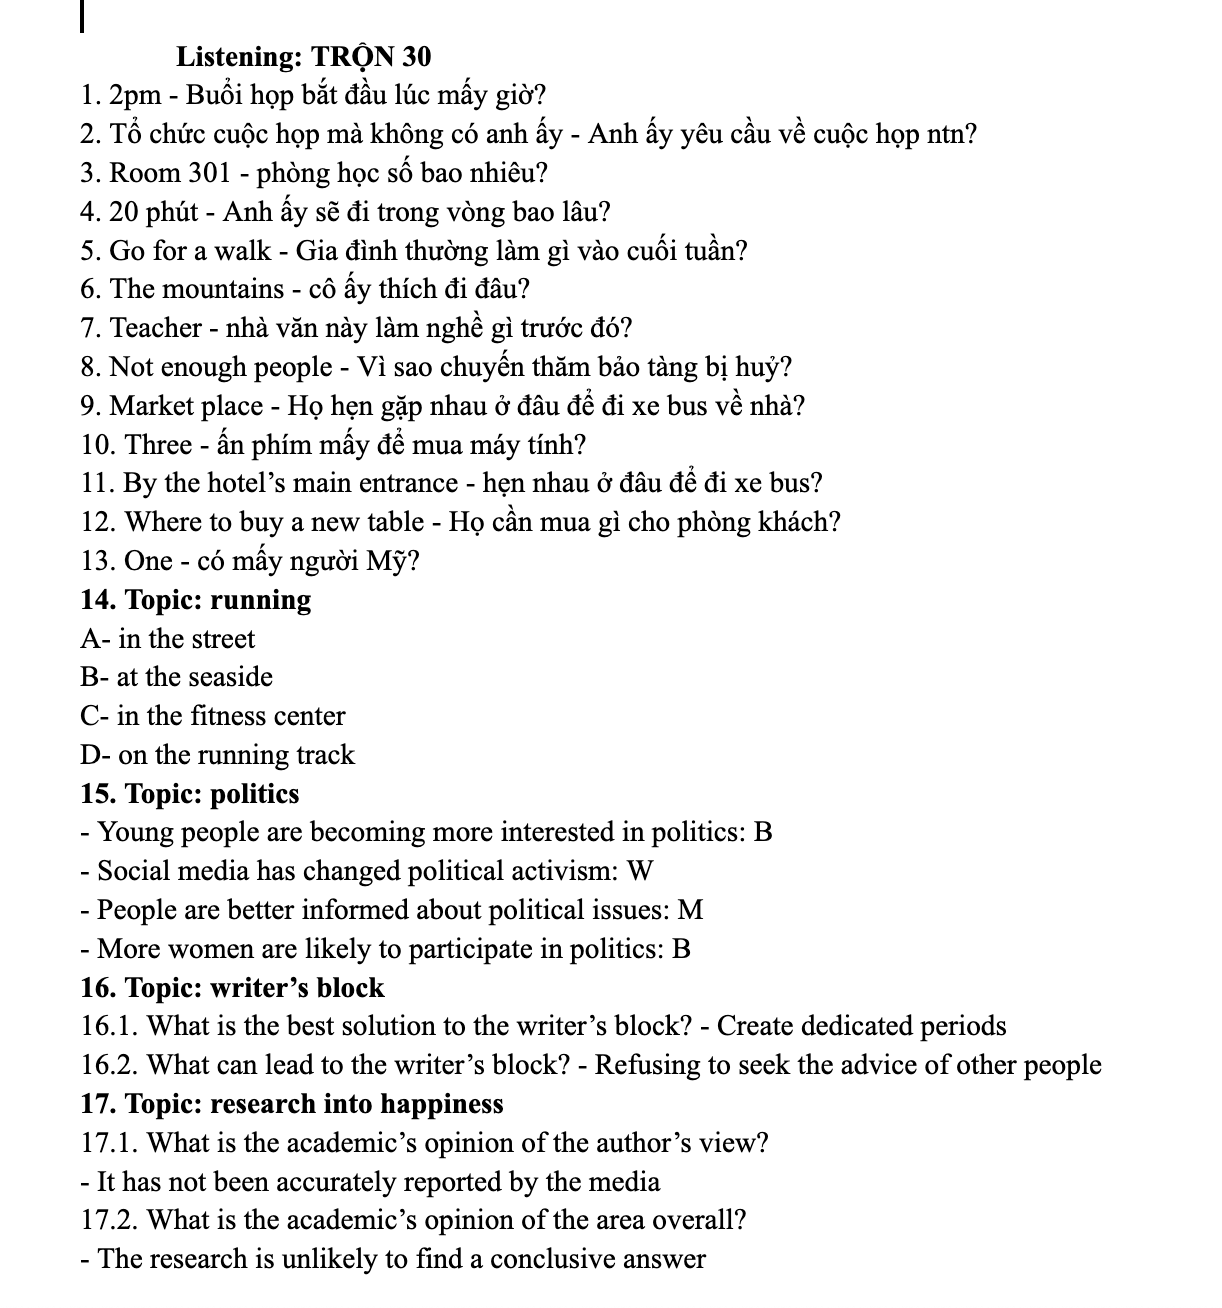 Listening: TRỘN 30
1. 2pm - Buổi họp bắt đầu lúc mấy giờ?
2. Tổ chức cuộc họp mà không có anh ấy - Anh ấy yêu cầu về cuộc họp ntn?
3. Room 301 - phòng học số bao nhiêu?
4. 20 phút - Anh ấy sẽ đi trong vòng bao lâu?
5. Go for a walk - Gia đình thường làm gì vào cuối tuần?
6. The mountains - cô ấy thích đi đâu?
7. Teacher - nhà văn này làm nghề gì trước đó?
8. Not enough people - Vì sao chuyến thăm bảo tàng bị huỷ?
9. Market place - Họ hẹn gặp nhau ở đâu để đi xe bus về nhà?
10. Three - ấn phím mấy để mua máy tính?
11. By the hotel’s main entrance - hẹn nhau ở đâu để đi xe bus?
12. Where to buy a new table - Họ cần mua gì cho phòng khách?
13. One - có mấy người Mỹ?
14. Topic: running
A- in the street
B- at the seaside
C- in the fitness center
D- on the running track
15. Topic: politics
- Young people are becoming more interested in politics: B
- Social media has changed political activism: W
- People are better informed about political issues: M
- More women are likely to participate in politics: B
16. Topic: writer’s block
16.1. What is the best solution to the writer’s block? - Create dedicated periods
16.2. What can lead to the writer’s block? - Refusing to seek the advice of other people
17. Topic: research into happiness
17.1. What is the academic’s opinion of the author’s view?
- It has not been accurately reported by the media
17.2. What is the academic’s opinion of the area overall?
- The research is unlikely to find a conclusive answer